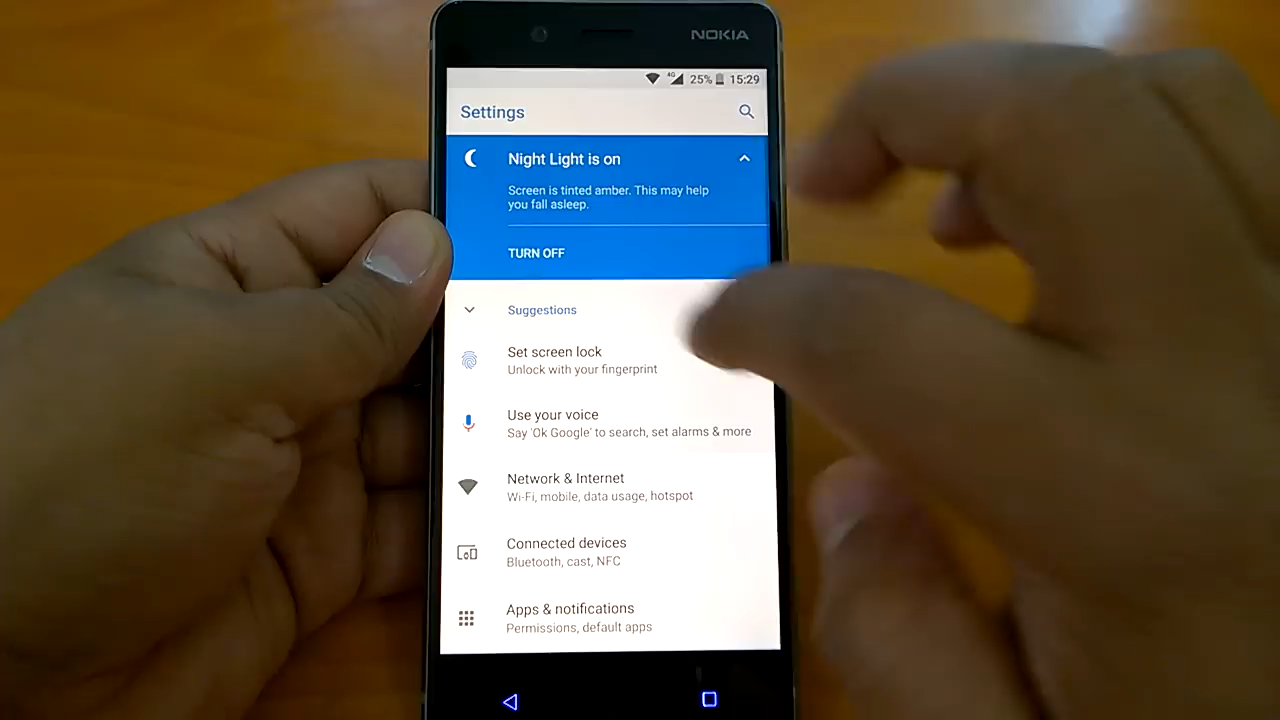 NOKIA
4G 25% 15:29
Settings
Night Light is on
Screen is tinted amber. This may help
you fall asleep.
TURN OFF
Suggestions
Set screen lock
Unlock with your fingerprint
Use your voice
Say 'Ok Google' to search, set alarms & more
Network & Internet
Wi-Fi, mobile, data usage, hotspot
Connected devices
Bluetooth, cast, NFC
Apps & notifications
Permissions, default apps